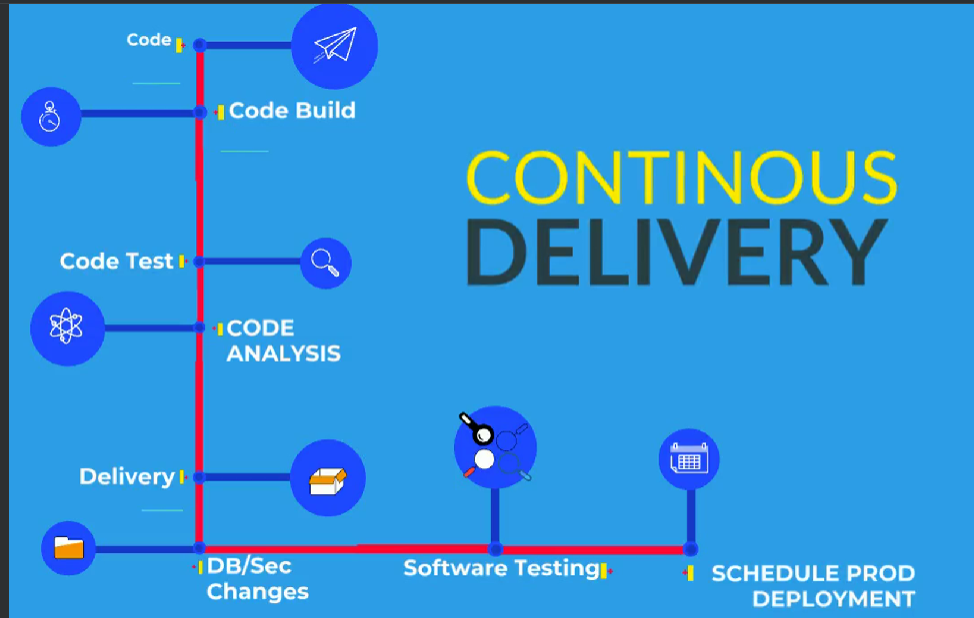 Code
Code Build
CONTINOUS
DELIVERY
Code Test
CODE
ANALYSIS
Delivery
DB/Sec
Changes
Software Testing
SCHEDULE PROD
DEPLOYMENT